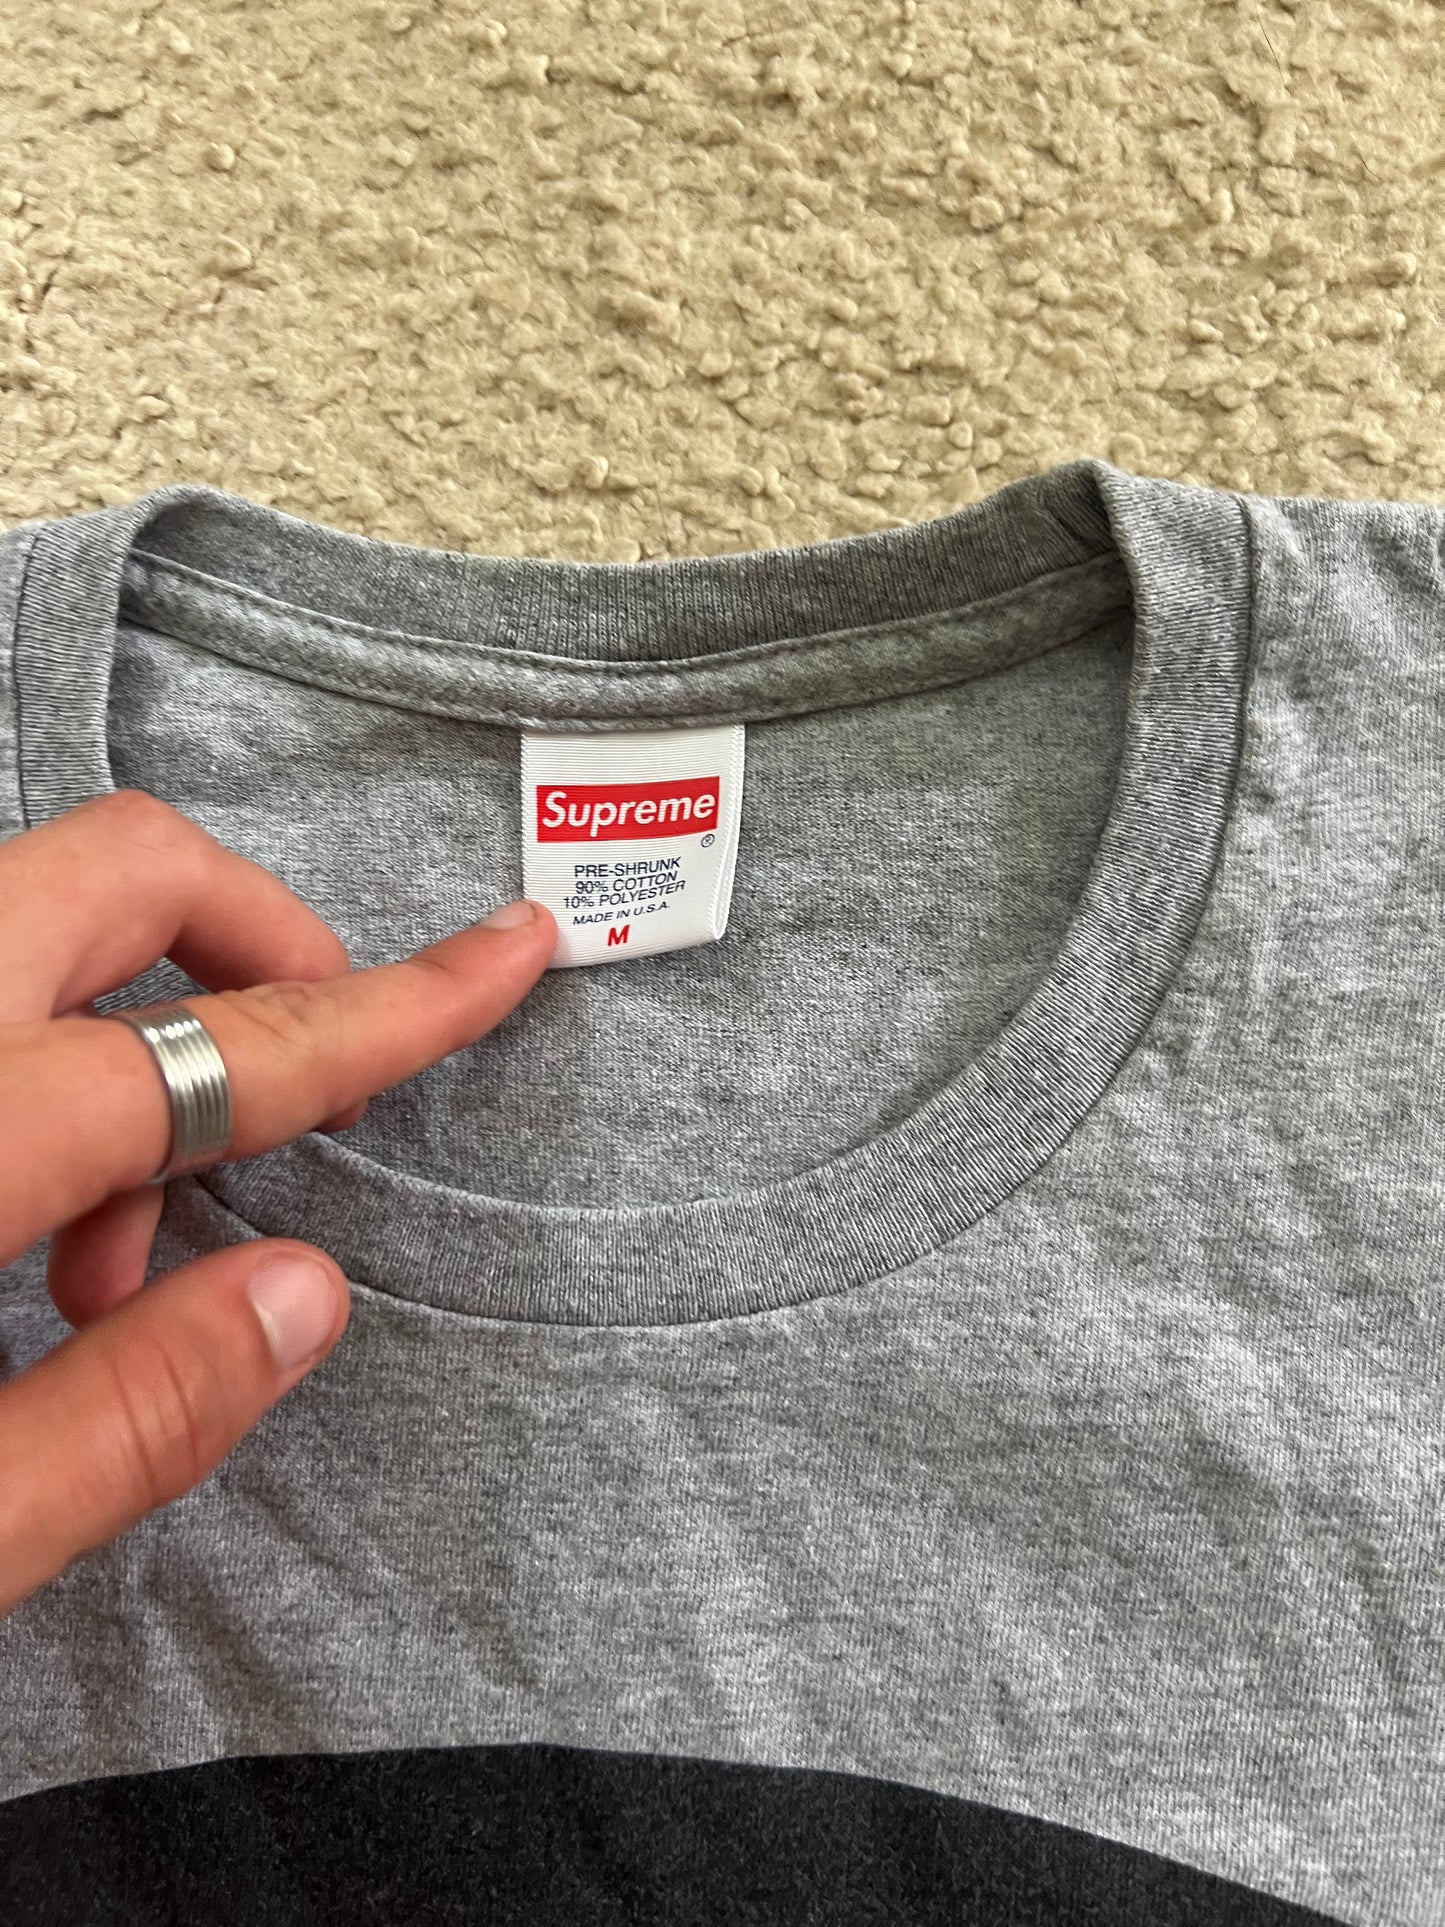 Supreme
®
PRE-SHRUNK
90% COTTON
10% POLYESTER
MADE IN U.S.A.
M